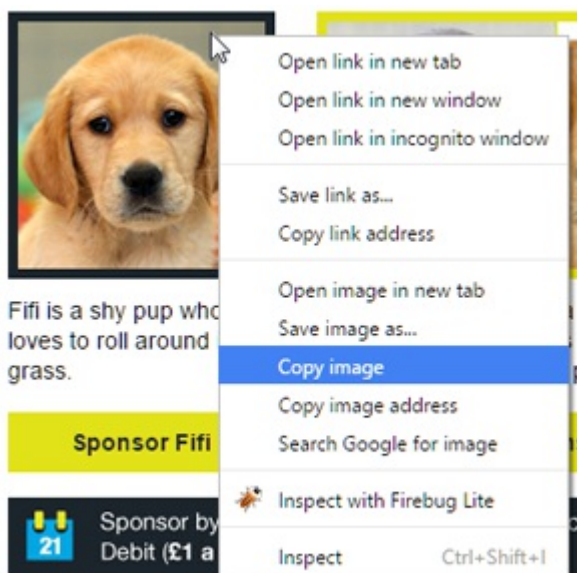 Open link in new tab
Open link in new window
Open link in incognito window
Save link as...
Copy link address
Open image in new tab
Save image as...
Copy image
Copy image address
Search Google for image
Inspect with Firebug Lite
Inspect Ctrl+Shift+I
Fifi is a shy pup who
loves to roll around
grass.
Sponsor Fifi
21
Sponsor by
Debit (£1 a